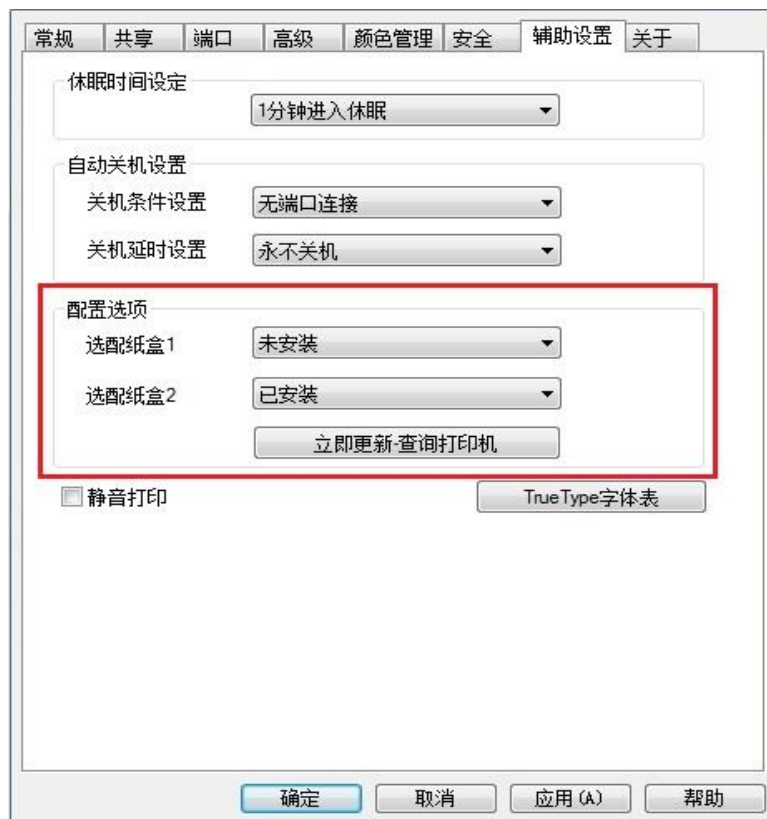 常规 共享 端口 高级 颜色管理 安全 辅助设置 关于
休眠时间设定
1分钟进入休眠
自动关机设置
关机条件设置 无端口连接
关机延时设置 永不关机
配置选项
选配纸盒1 未安装
选配纸盒2 已安装
立即更新-查询打印机
静音打印 TrueType字体表
确定 取消 应用(A) 帮助